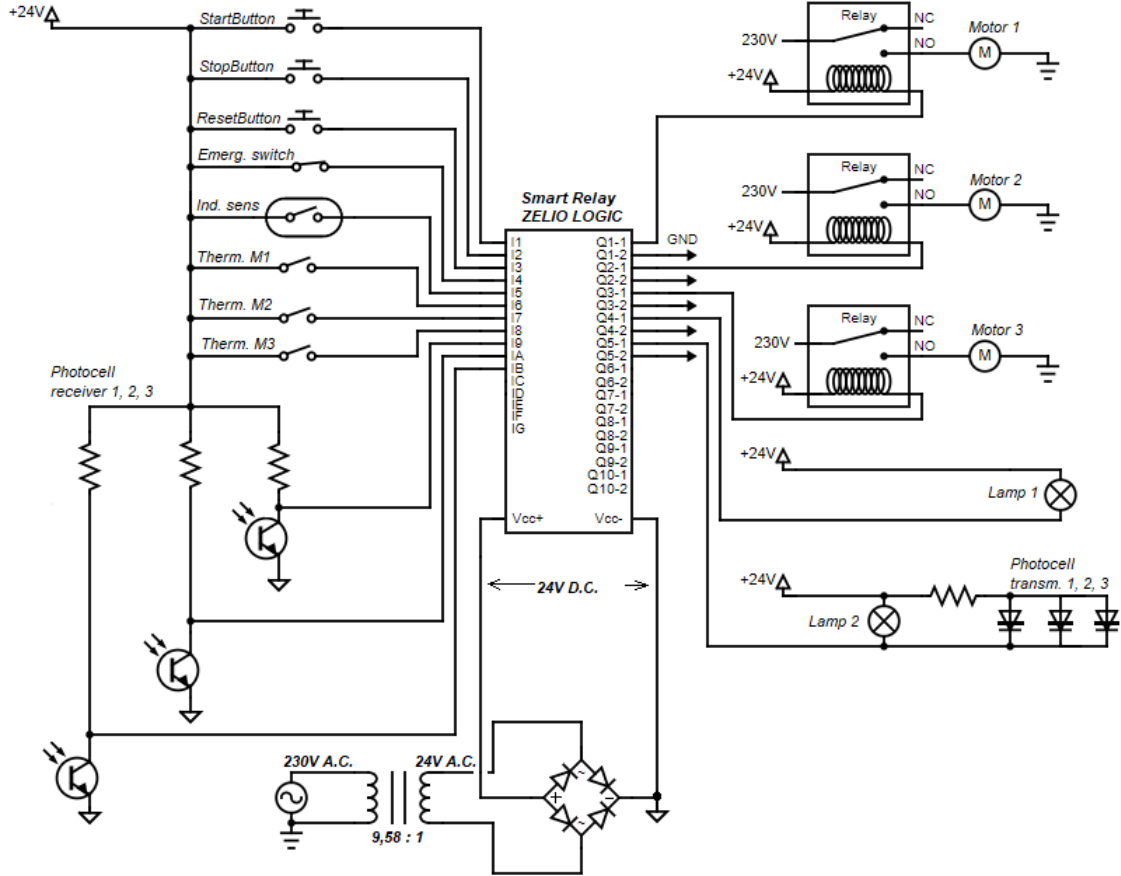 +24V
StartButton
StopButton
ResetButton
Emerg. switch
Ind. sens
Therm. M1
Therm. M2
Therm. M3
Photocell
receiver 1, 2, 3
Smart Relay
ZELIO LOGIC
I1
I2
I3
I4
I5
I6
I7
I8
I9
IA
IB
IC
ID
IE
IF
IG
Vcc+
Q1-1
Q1-2
Q2-1
Q2-2
Q3-1
Q3-2
Q4-1
Q4-2
Q5-1
Q5-2
Q6-1
Q6-2
Q7-1
Q7-2
Q8-1
Q8-2
Q9-1
Q9-2
Q10-1
Q10-2
Vcc-
GND
Relay
NC
NO
230V
+24V
Motor 1
M
Relay
NC
NO
230V
+24V
Motor 2
M
Relay
NC
NO
230V
+24V
Motor 3
M
+24V
Lamp 1
+24V
Lamp 2
Photocell
transm. 1, 2, 3
24V D.C.
230V A.C.
24V A.C.
9,58 : 1
~
+
-
~